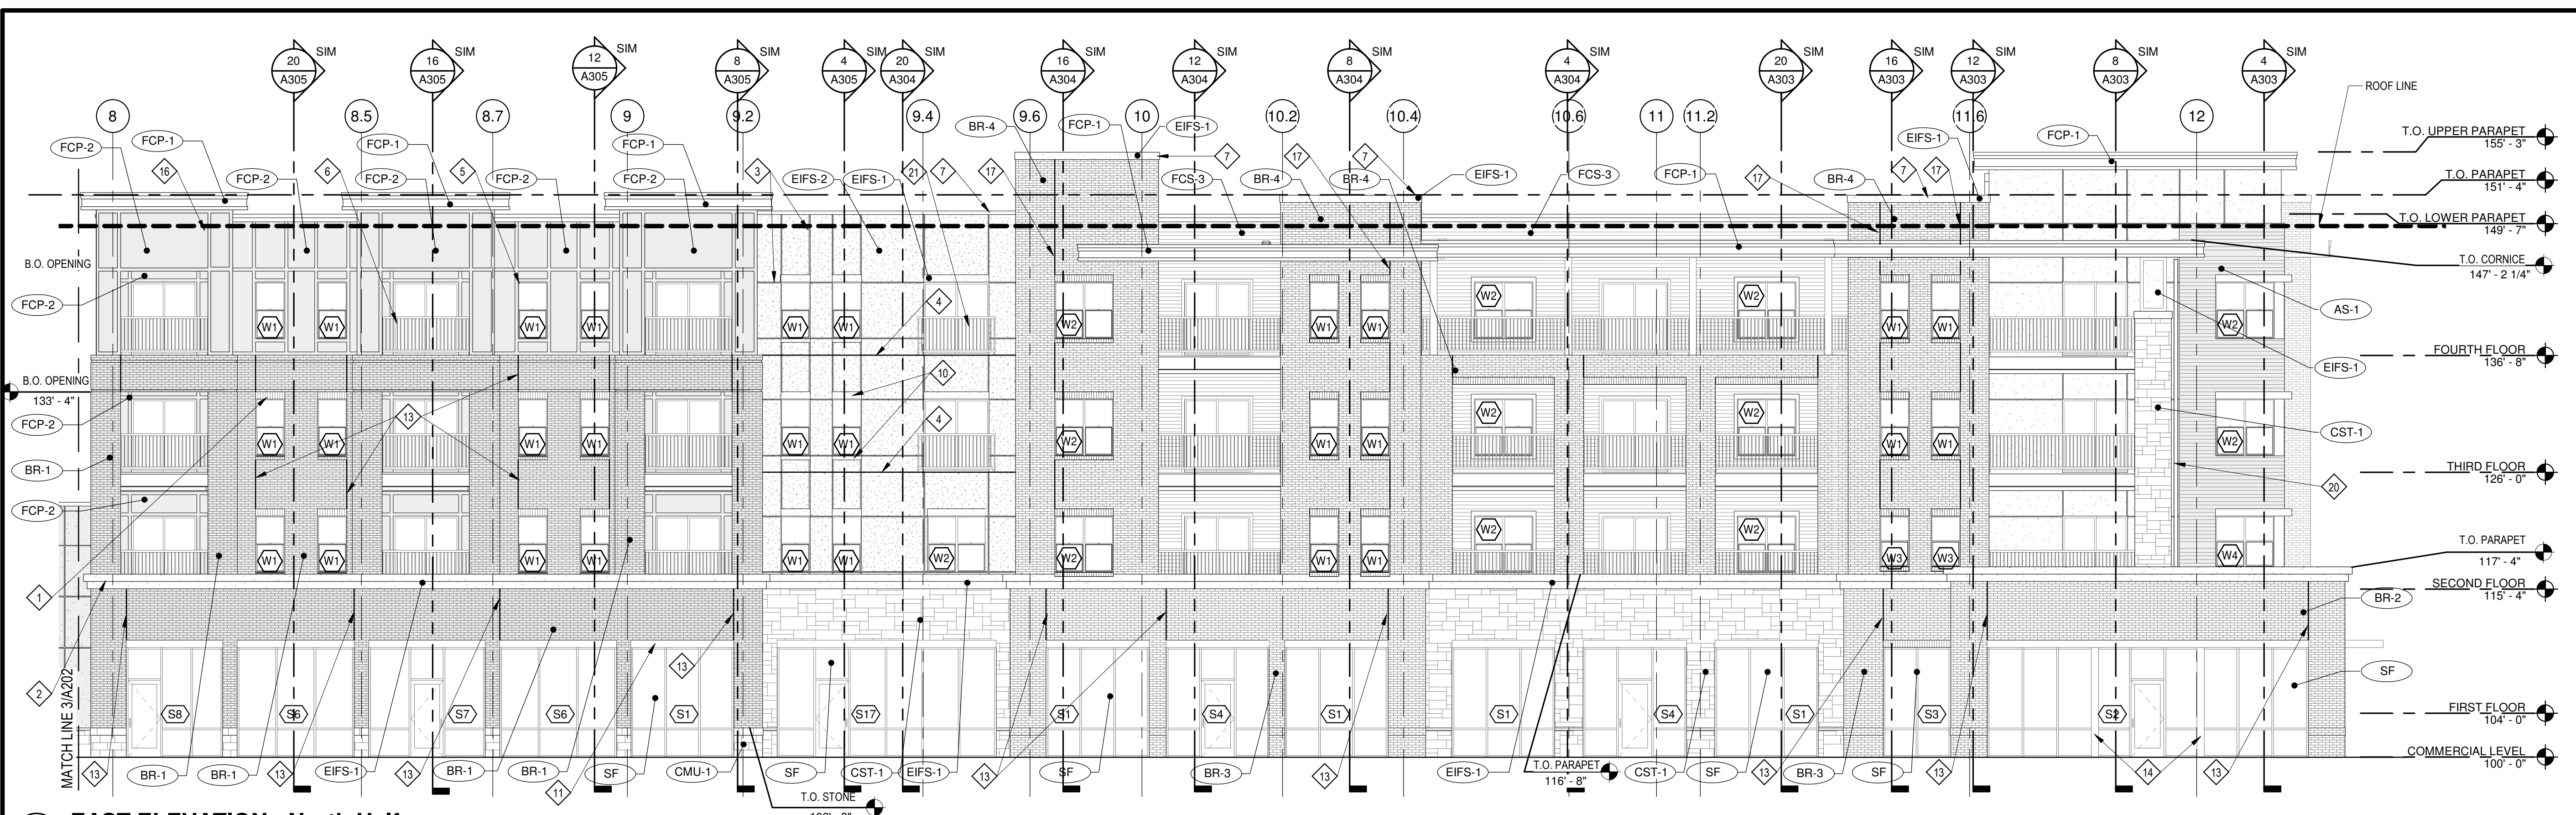 20 A305 SIM
16 A305 SIM
12 A305 SIM
8 A305 SIM
4 A305 SIM
20 A304 SIM
16 A304 SIM
12 A304 SIM
8 A304 SIM
4 A304 SIM
20 A303 SIM
16 A303 SIM
12 A303 SIM
8 A303 SIM
4 A303 SIM
ROOF LINE
8 8.5 8.7 9 9.2 9.4 9.6 10 10.2 10.4 10.6 11 11.2 11.6 12
BR-4 FCP-1 EIFS-1
T.O. UPPER PARAPET
155' - 3"
FCP-2 FCP-1 FCP-1 FCP-1 7 17 7 EIFS-1 FCP-1
16 FCP-2 6 FCP-2 5 FCP-2 FCP-2 3 EIFS-2 EIFS-1 21 7 17 FCS-3 BR-4 BR-4 EIFS-1 FCS-3 FCP-1 17 BR-4 7 17
T.O. PARAPET
151' - 4"
T.O. LOWER PARAPET
149' - 7"
B.O. OPENING
T.O. CORNICE
147' - 2 1/4"
FCP-2
4
W2 W2
AS-1
W1 W1 W1 W1 W1 W1 W2 W1 W1 W1 W1 W2
FOURTH FLOOR
136' - 8"
EIFS-1
B.O. OPENING
133' - 4"
10
FCP-2
13
4
W2 W2
CST-1
W1 W1 W1 W1 W1 W1 W2 W1 W1 W1 W1 W2
BR-1
THIRD FLOOR
126' - 0"
20
FCP-2
W2 W2
W1 W1 W1 W1 W1 W1 W2 W2 W1 W1 W3 W3 W4
T.O. PARAPET
117' - 4"
SECOND FLOOR
115' - 4"
1
BR-2
13
SF
2
MATCH LINE 3/A202
S8 S6 S7 S6 S1 S17 S1 S4 S1 S1 S4 S1 S3 S2
FIRST FLOOR
104' - 0"
COMMERCIAL LEVEL
100' - 0"
13 BR-1 BR-1 13 EIFS-1 13 BR-1 BR-1 SF CMU-1 SF CST-1 EIFS-1 13 SF BR-3 13 EIFS-1
T.O. PARAPET
116' - 8"
CST-1 SF 13 BR-3 SF 13 14 13
11
T.O. STONE